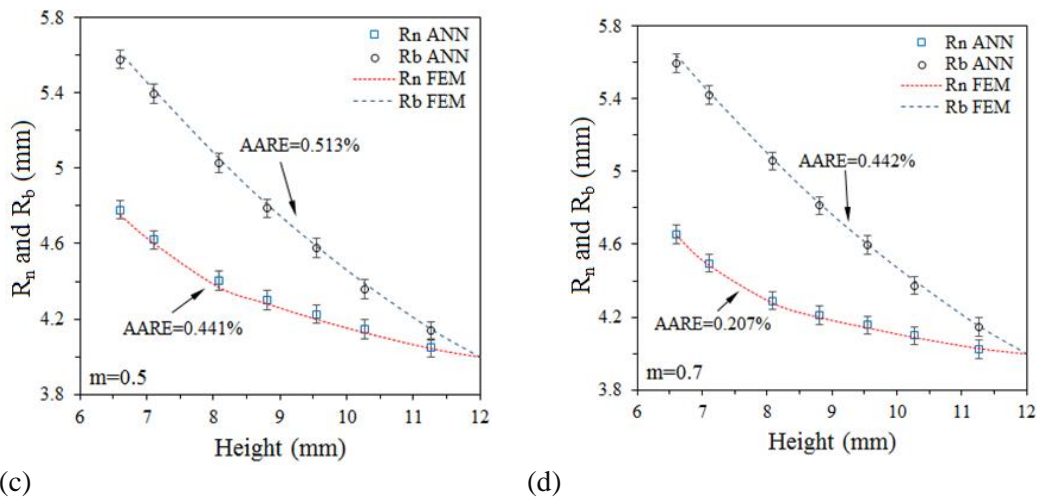 5.8
5.4
5
4.6
4.2
3.8
Rn and Rb (mm)
Rn ANN
Rb ANN
Rn FEM
Rb FEM
AARE=0.513%
AARE=0.441%
m=0.5
6 7 8 9 10 11 12
Height (mm)
(c)
5.8
5.4
5
4.6
4.2
3.8
Rn and Rb (mm)
Rn ANN
Rb ANN
Rn FEM
Rb FEM
AARE=0.442%
AARE=0.207%
m=0.7
6 7 8 9 10 11 12
Height (mm)
(d)